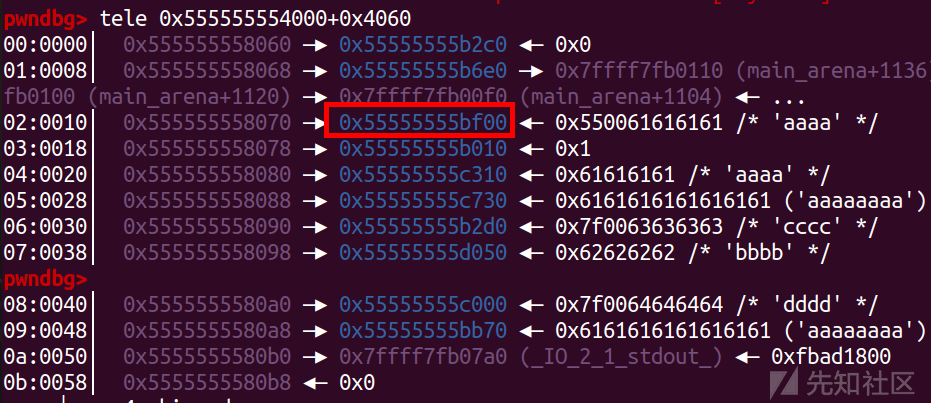 pwndbg> tele 0x555555554000+0x4060
00:0000│ 0x555555558060 —▸ 0x55555555b2c0 ◂— 0x0
01:0008│ 0x555555558068 —▸ 0x55555555b6e0 —▸ 0x7ffff7fb0110 (main_arena+1136)
fb0100 (main_arena+1120) —▸ 0x7ffff7fb00f0 (main_arena+1104) ◂— ...
02:0010│ 0x555555558070 —▸ 0x55555555bf00 ◂— 0x550061616161 /* 'aaaa' */
03:0018│ 0x555555558078 —▸ 0x55555555b010 ◂— 0x1
04:0020│ 0x555555558080 —▸ 0x55555555c310 ◂— 0x61616161 /* 'aaaa' */
05:0028│ 0x555555558088 —▸ 0x55555555c730 ◂— 0x6161616161616161 ('aaaaaaaa')
06:0030│ 0x555555558090 —▸ 0x55555555b2d0 ◂— 0x7f0063636363 /* 'cccc' */
07:0038│ 0x555555558098 —▸ 0x55555555d050 ◂— 0x62626262 /* 'bbbb' */
pwndbg>
08:0040│ 0x5555555580a0 —▸ 0x55555555c000 ◂— 0x7f0064646464 /* 'dddd' */
09:0048│ 0x5555555580a8 —▸ 0x55555555bb70 ◂— 0x6161616161616161 ('aaaaaaaa')
0a:0050│ 0x5555555580b0 —▸ 0x7ffff7fb07a0 (_IO_2_1_stdout_) ◂— 0xfbad1800
0b:0058│ 0x5555555580b8 ◂— 0x0
先知社区